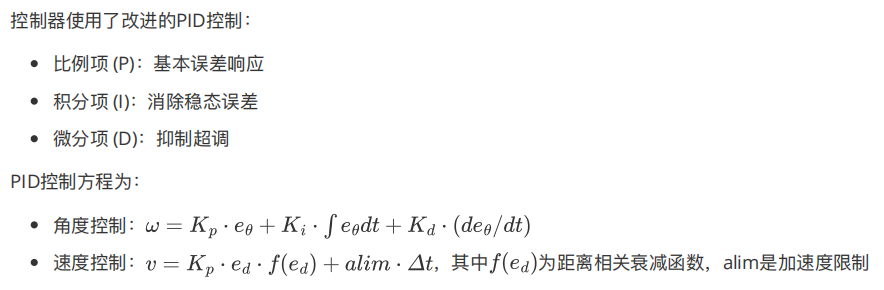 控制器使用了改进的PID控制：
• 比例项 (P)：基本误差响应
• 积分项 (I)：消除稳态误差
• 微分项 (D)：抑制超调
PID控制方程为：
• 角度控制：$\omega = K_p \cdot e_\theta + K_i \cdot \int e_\theta dt + K_d \cdot (de_\theta/dt)$
• 速度控制：$v = K_p \cdot e_d \cdot f(e_d) + alim \cdot \Delta t$，其中$f(e_d)$为距离相关衰减函数，alim是加速度限制